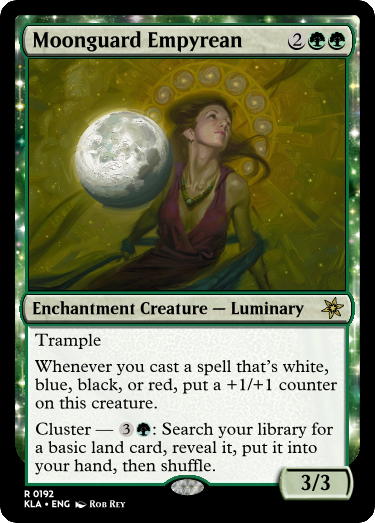 Moonguard Empyrean 2
Enchantment Creature — Luminary
Trample
Whenever you cast a spell that's white,
blue, black, or red, put a +1/+1 counter
on this creature.
Cluster — 3: Search your library for
a basic land card, reveal it, put it into
your hand, then shuffle.
3/3
R 0192
KLA • ENG Rob Rey